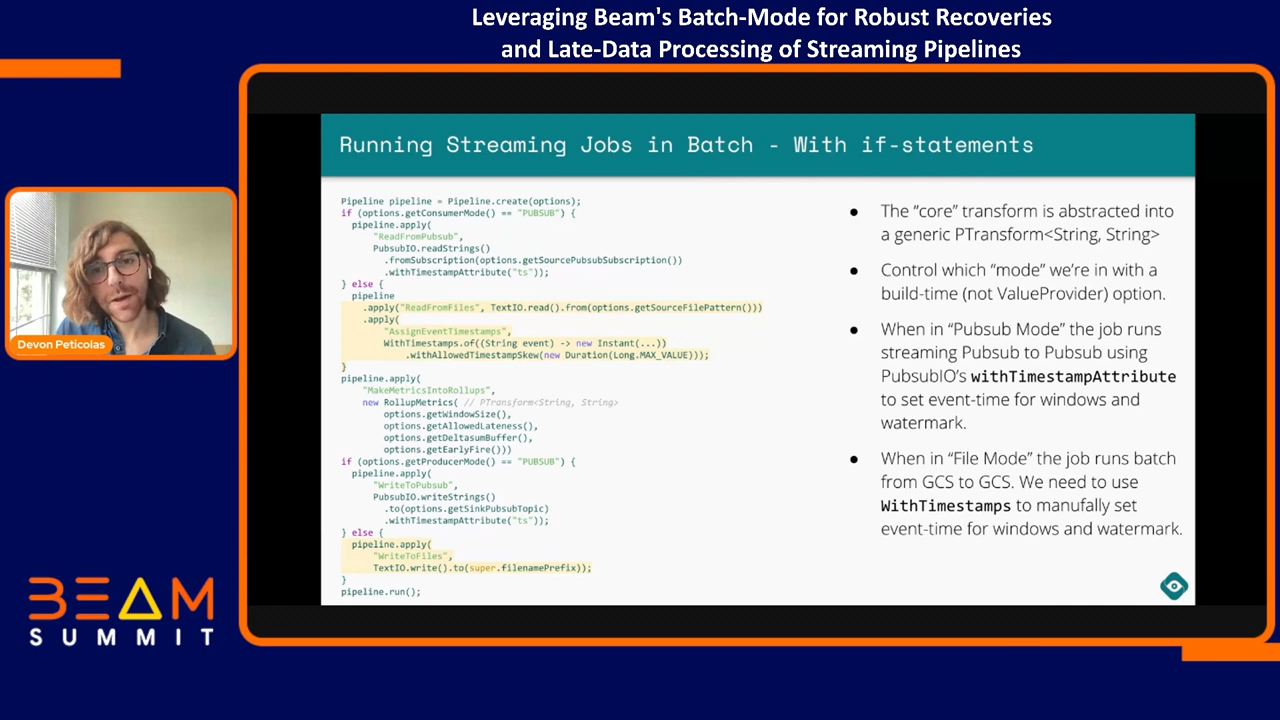 Leveraging Beam's Batch-Mode for Robust Recoveries
and Late-Data Processing of Streaming Pipelines
Running Streaming Jobs in Batch - With if-statements
Pipeline pipeline = Pipeline.create(options);
if (options.getConsumerMode() == "PUBSUB") {
pipeline.apply(
"ReadFromPubsub",
PubsubIO.readStrings()
.fromSubscription(options.getSourcePubsubSubscription())
.withTimestampAttribute("ts"));
} else {
pipeline
.apply("ReadFromFiles", TextIO.read().from(options.getSourceFilePattern()))
.apply(
"AssignEventTimestamps",
WithTimestamps.of((String event) -> new Instant(...))
.withAllowedTimestampSkew(new Duration(Long.MAX_VALUE)));
}
pipeline.apply(
"MakeMetricsIntoRollups",
new RollupMetrics( // PTransform<String, String>
options.getWindowSize(),
options.getAllowedLateness(),
options.getDeltasumBuffer(),
options.getEarlyFire()))
if (options.getProducerMode() == "PUBSUB") {
pipeline.apply(
"WriteToPubsub",
PubsubIO.writeStrings()
.to(options.getSinkPubsubTopic)
.withTimestampAttribute("ts"));
} else {
pipeline.apply(
"WriteToFiles",
TextIO.write().to(super.filenamePrefix));
}
pipeline.run();
● The “core” transform is abstracted into
a generic PTransform<String, String>
● Control which “mode” we’re in with a
build-time (not ValueProvider) option.
● When in “Pubsub Mode” the job runs
streaming Pubsub to Pubsub using
PubsubIO’s withTimestampAttribute
to set event-time for windows and
watermark.
● When in “File Mode” the job runs batch
from GCS to GCS. We need to use
WithTimestamps to manufally set
event-time for windows and watermark.
Devon Peticolas
BEAM
SUMMIT